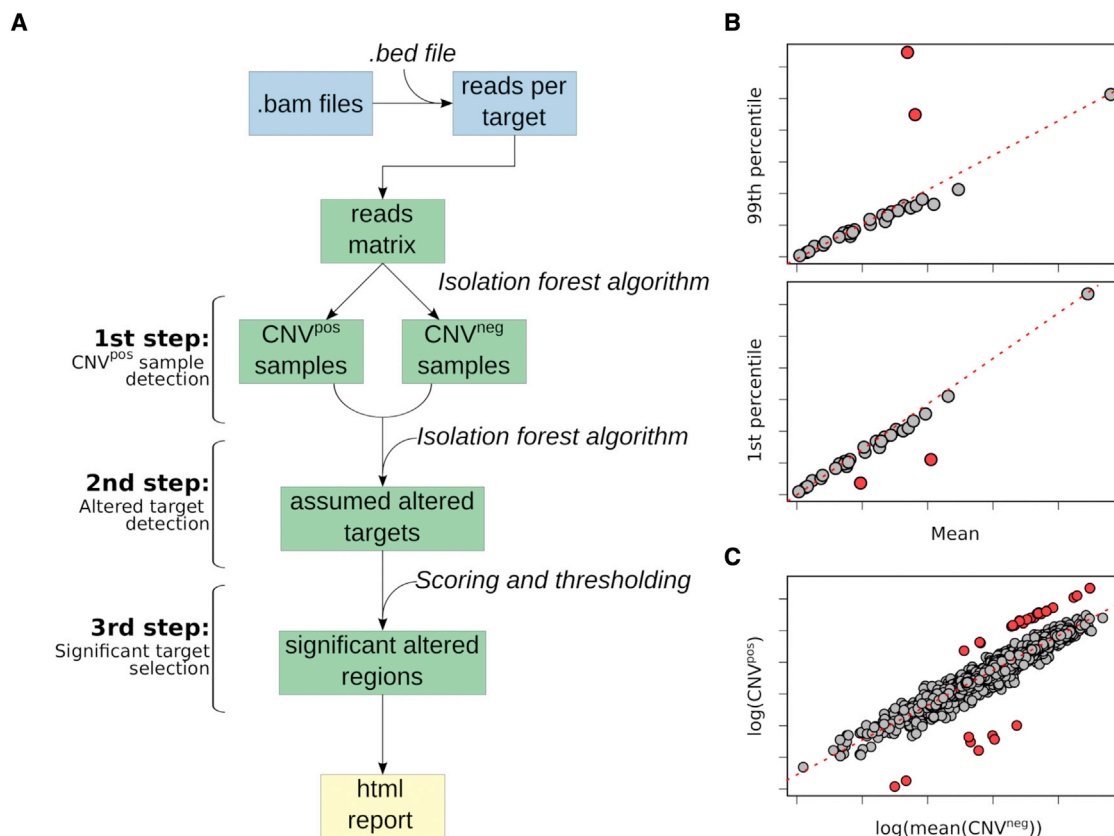 A
.bed file
.bam files
reads per
target
reads
matrix
Isolation forest algorithm
1st step:
CNVpos sample
detection
CNVpos
samples
CNVneg
samples
Isolation forest algorithm
2nd step:
Altered target
detection
assumed altered
targets
Scoring and thresholding
3rd step:
Significant target
selection
significant altered
regions
html
report
B
99th percentile
1st percentile
Mean
C
log(CNVpos)
log(mean(CNVneg))